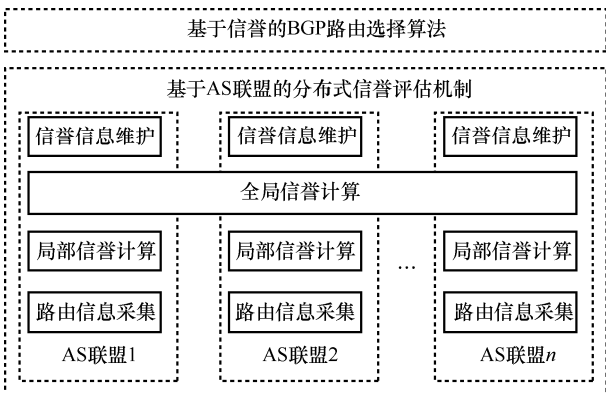 基于信誉的BGP路由选择算法
基于AS联盟的分布式信誉评估机制
信誉信息维护 信誉信息维护 信誉信息维护
全局信誉计算
局部信誉计算 局部信誉计算 … 局部信誉计算
路由信息采集 路由信息采集 路由信息采集
AS联盟1 AS联盟2 AS联盟n